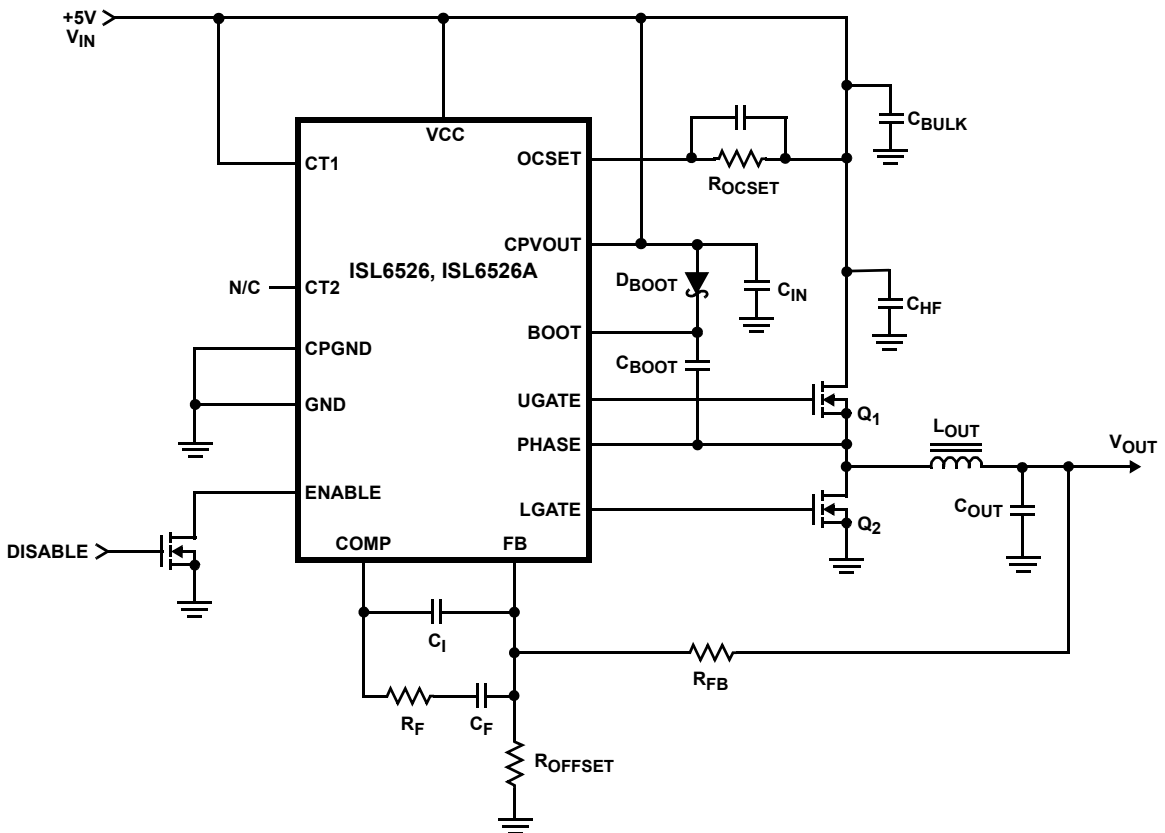 +5V
VIN
CBULK
VCC
CT1
OCSET
ROCSET
CPVOUT
ISL6526, ISL6526A
DBOOT
N/C
CT2
CIN
CHF
BOOT
CPGND
CBOOT
UGATE
GND
Q1
LOUT
VOUT
PHASE
ENABLE
LGATE
COUT
Q2
DISABLE
COMP
FB
CI
RFB
RF
CF
ROFFSET